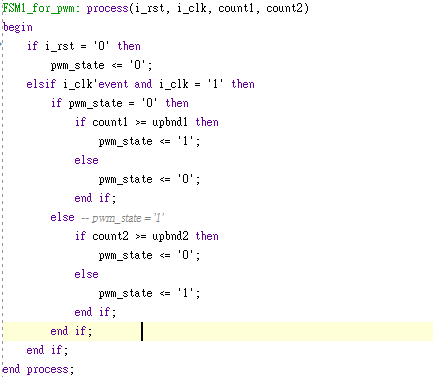 FSM1_for_pwm: process(i_rst, i_clk, count1, count2)
begin
    if i_rst = '0' then
        pwm_state <= '0';
    elsif i_clk'event and i_clk = '1' then
        if pwm_state = '0' then
            if count1 >= upbnd1 then
                pwm_state <= '1';
            else
                pwm_state <= '0';
            end if;
        else -- pwm_state = '1'
            if count2 >= upbnd2 then
                pwm_state <= '0';
            else
                pwm_state <= '1';
            end if;
        end if;
    end if;
end process;